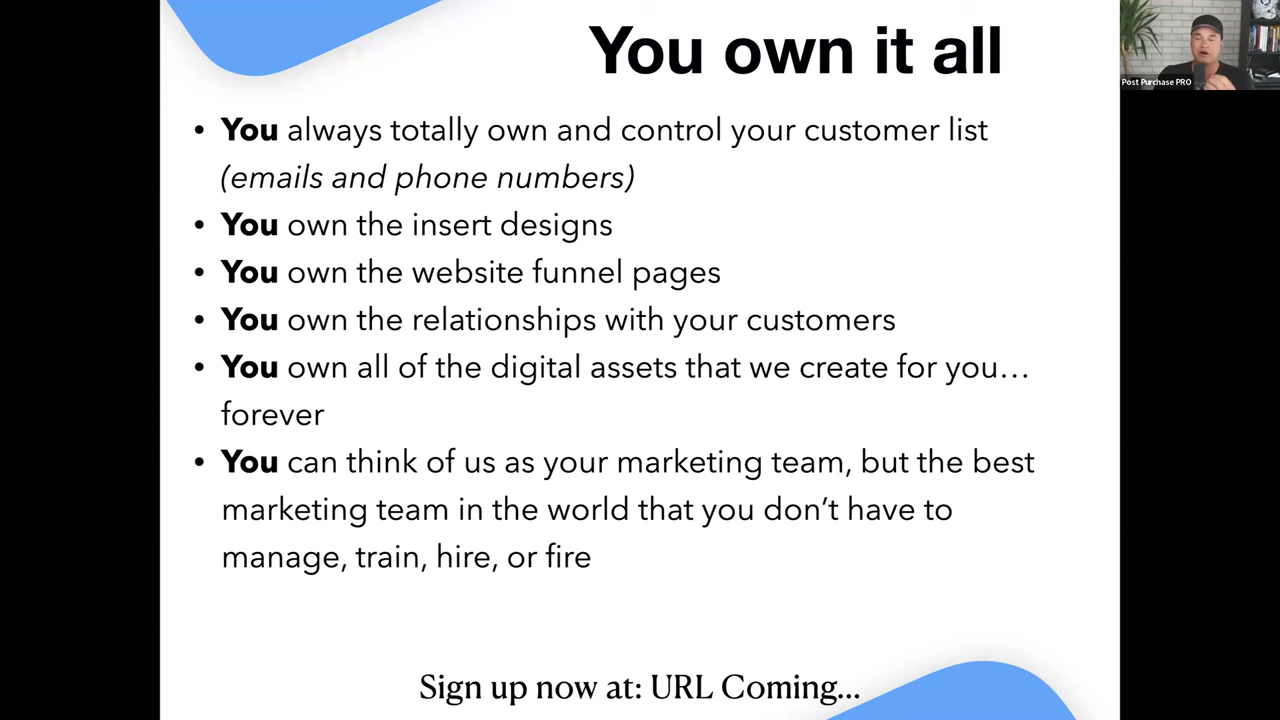 You own it all
Post Purchase PRO
• You always totally own and control your customer list
(emails and phone numbers)
• You own the insert designs
• You own the website funnel pages
• You own the relationships with your customers
• You own all of the digital assets that we create for you…
forever
• You can think of us as your marketing team, but the best
marketing team in the world that you don’t have to
manage, train, hire, or fire
Sign up now at: URL Coming...